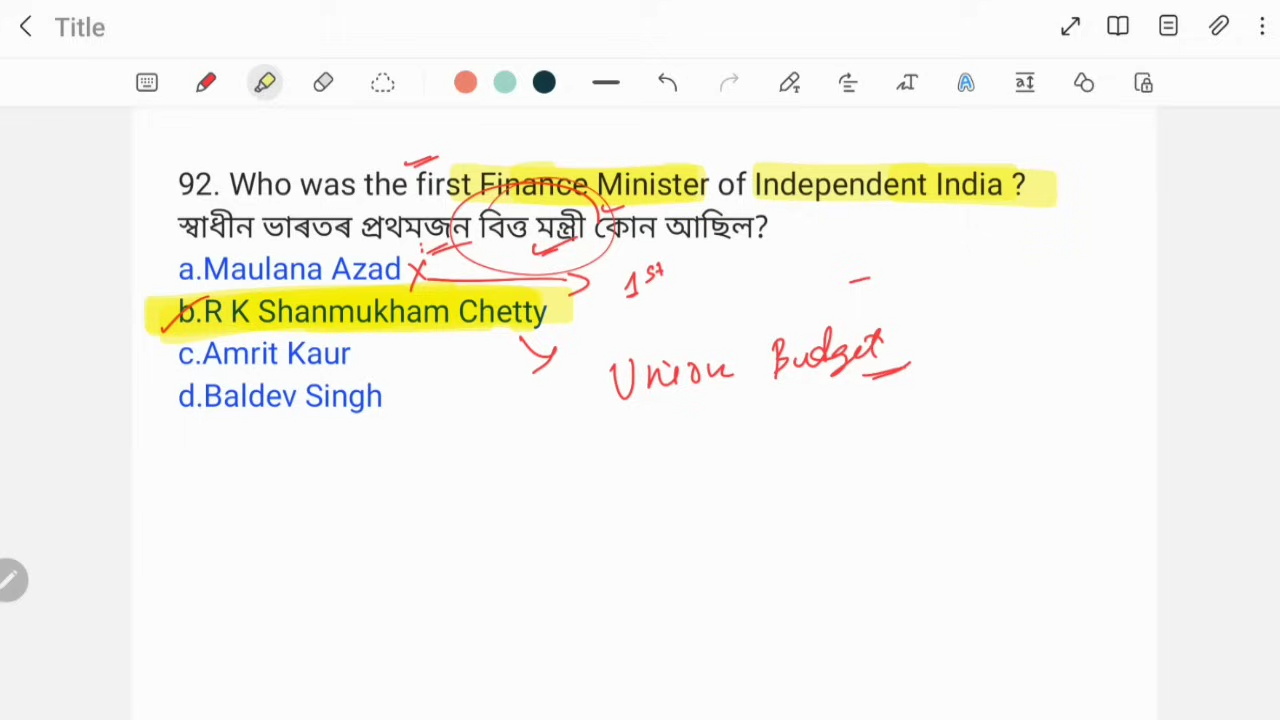 Title
92. Who was the first Finance Minister of Independent India ?
স্বাধীন ভাৰতৰ প্ৰথমজন বিত্ত মন্ত্ৰী কোন আছিল?
a.Maulana Azad
1st
b.R K Shanmukham Chetty
c.Amrit Kaur
Union Budget
d.Baldev Singh